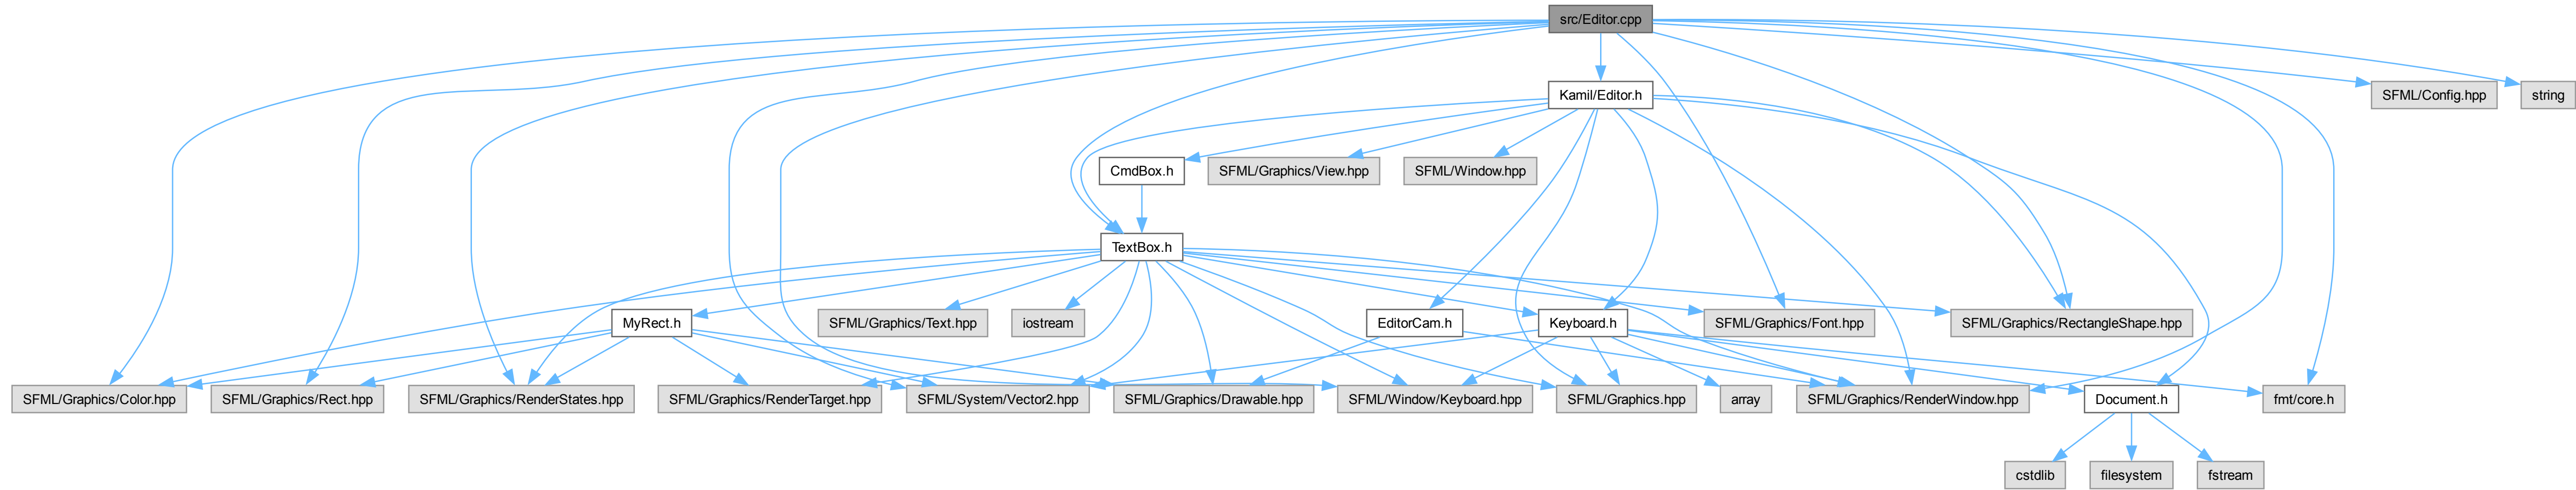 src/Editor.cpp
Kamil/Editor.h
SFML/Config.hpp
string
CmdBox.h
SFML/Graphics/View.hpp
SFML/Window.hpp
TextBox.h
MyRect.h
SFML/Graphics/Text.hpp
iostream
EditorCam.h
Keyboard.h
SFML/Graphics/Font.hpp
SFML/Graphics/RectangleShape.hpp
SFML/Graphics/Color.hpp
SFML/Graphics/Rect.hpp
SFML/Graphics/RenderStates.hpp
SFML/Graphics/RenderTarget.hpp
SFML/System/Vector2.hpp
SFML/Graphics/Drawable.hpp
SFML/Window/Keyboard.hpp
SFML/Graphics.hpp
array
SFML/Graphics/RenderWindow.hpp
Document.h
fmt/core.h
cstdlib
filesystem
fstream